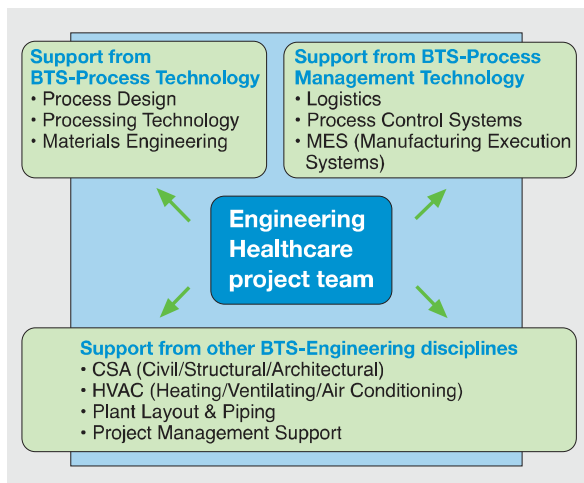 Support from
BTS-Process Technology
• Process Design
• Processing Technology
• Materials Engineering
Support from BTS-Process
Management Technology
• Logistics
• Process Control Systems
• MES (Manufacturing Execution
Systems)
Engineering
Healthcare
project team
Support from other BTS-Engineering disciplines
• CSA (Civil/Structural/Architectural)
• HVAC (Heating/Ventilating/Air Conditioning)
• Plant Layout & Piping
• Project Management Support